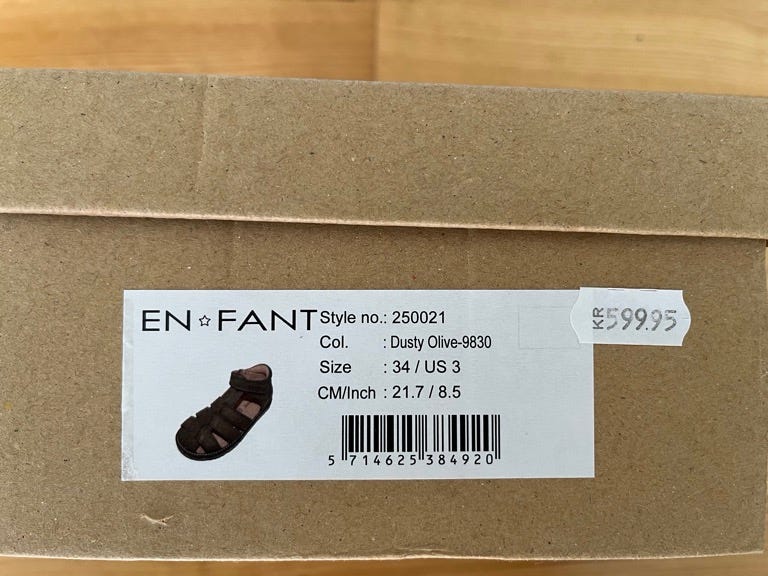 EN☆FANT
Style no.: 250021
Col. : Dusty Olive-9830
Size : 34 / US 3
CM/Inch : 21.7 / 8.5
5 714625 384920
KR 599.95